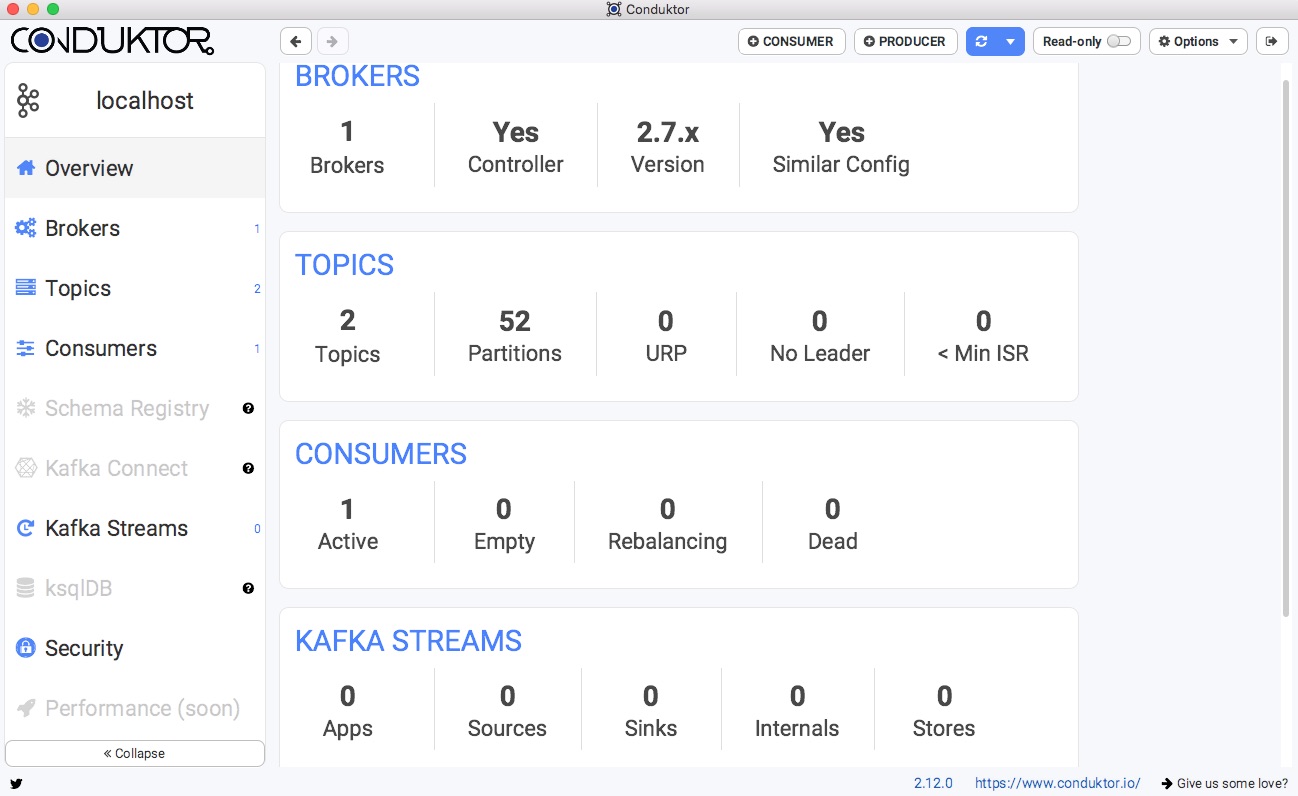 Conduktor
CONDUKTOR
CONSUMER
PRODUCER
Read-only
Options
localhost
Overview
Brokers 1
Topics 2
Consumers 1
Schema Registry
Kafka Connect
Kafka Streams 0
ksqlDB
Security
Performance (soon)
« Collapse
BROKERS
1 Yes 2.7.x Yes
Brokers Controller Version Similar Config
TOPICS
2 52 0 0 0
Topics Partitions URP No Leader < Min ISR
CONSUMERS
1 0 0 0
Active Empty Rebalancing Dead
KAFKA STREAMS
0 0 0 0 0
Apps Sources Sinks Internals Stores
2.12.0 https://www.conduktor.io/ Give us some love?